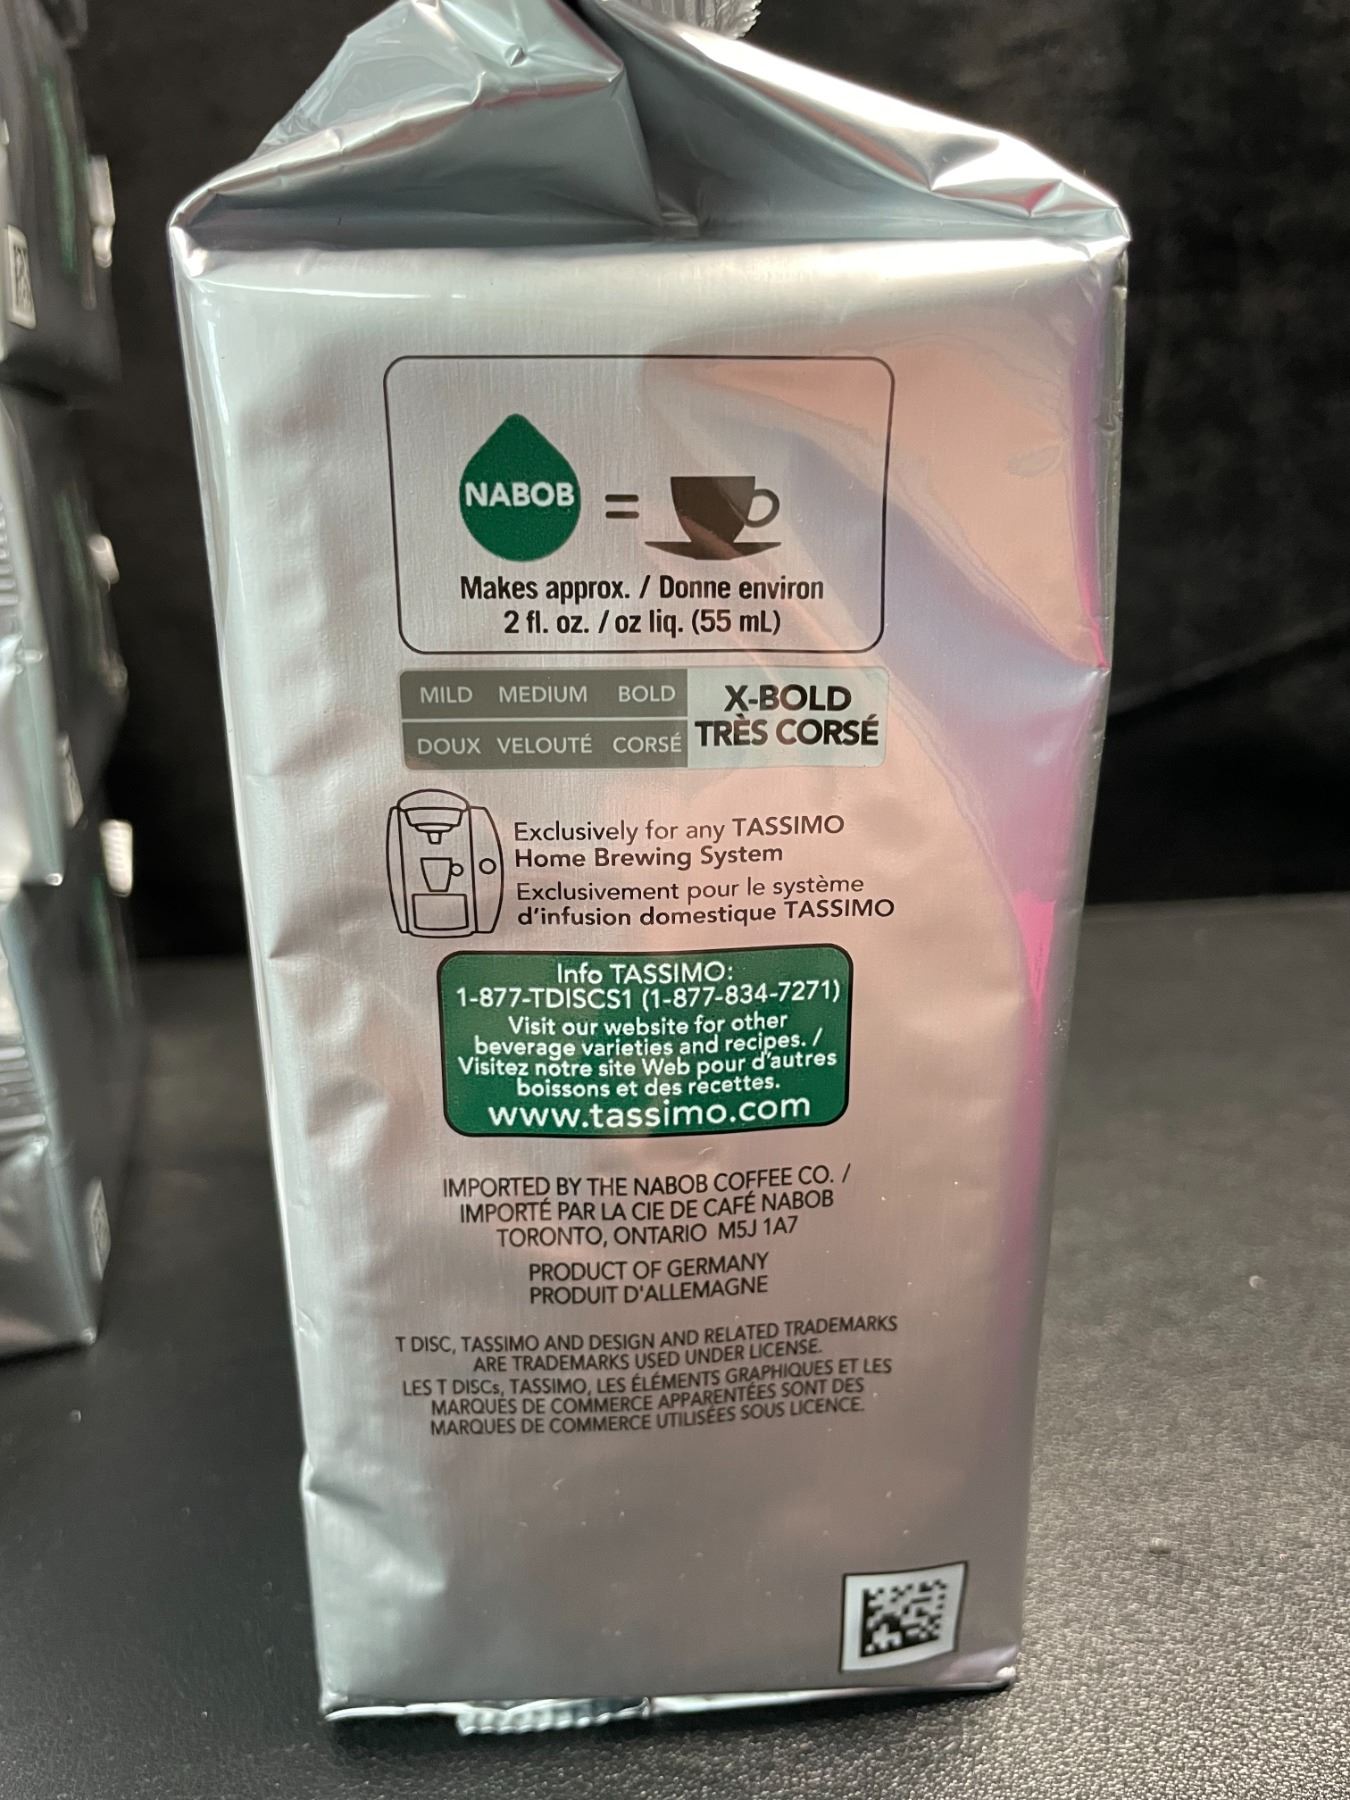 NABOB =
Makes approx. / Donne environ
2 fl. oz. / oz liq. (55 mL)
MILD MEDIUM BOLD
DOUX VELOUTÉ CORSÉ
X-BOLD
TRÈS CORSÉ
Exclusively for any TASSIMO
Home Brewing System
Exclusivement pour le système
d'infusion domestique TASSIMO
Info TASSIMO:
1-877-TDISCS1 (1-877-834-7271)
Visit our website for other
beverage varieties and recipes. /
Visitez notre site Web pour d'autres
boissons et des recettes.
www.tassimo.com
IMPORTED BY THE NABOB COFFEE CO. /
IMPORTÉ PAR LA CIE DE CAFÉ NABOB
TORONTO, ONTARIO M5J 1A7
PRODUCT OF GERMANY
PRODUIT D'ALLEMAGNE
T DISC, TASSIMO AND DESIGN AND RELATED TRADEMARKS
ARE TRADEMARKS USED UNDER LICENSE.
LES T DISCs, TASSIMO, LES ÉLÉMENTS GRAPHIQUES ET LES
MARQUES DE COMMERCE APPARENTÉES SONT DES
MARQUES DE COMMERCE UTILISÉES SOUS LICENCE.